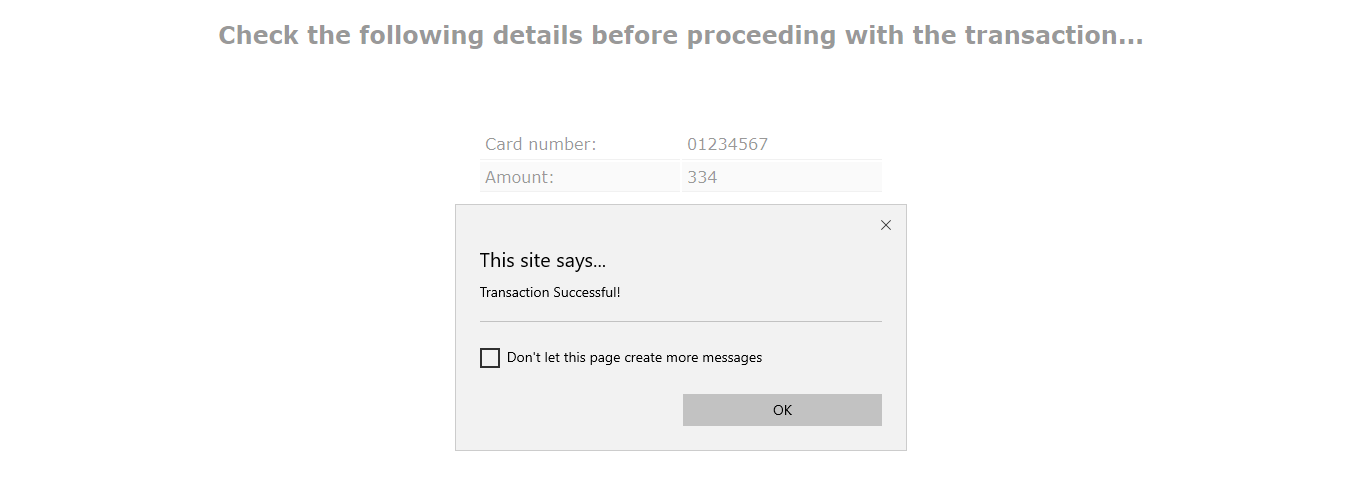 Check the following details before proceeding with the transaction...
Card number: 01234567
Amount: 334
This site says...
Transaction Successful!
Don't let this page create more messages
OK